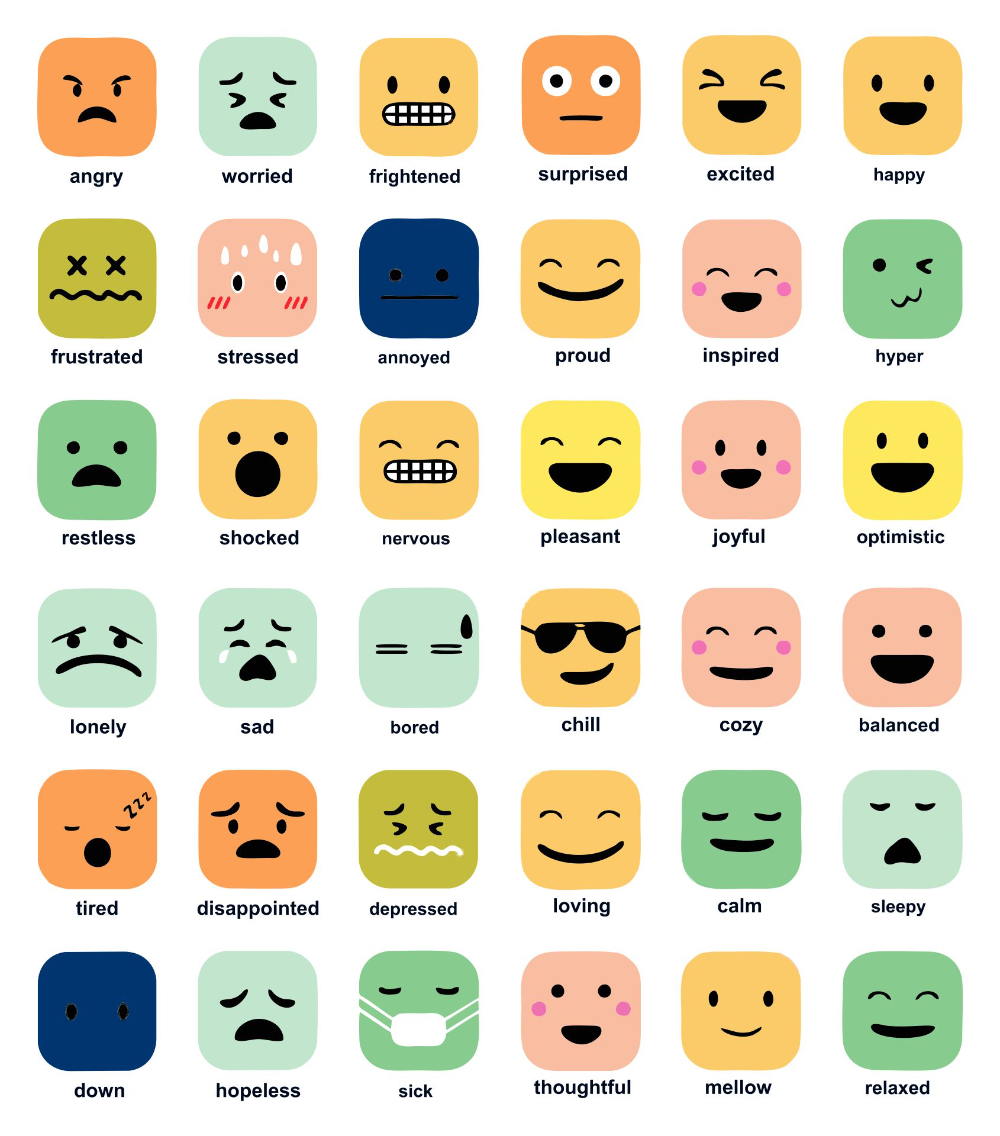 angry worried frightened surprised excited happy
frustrated stressed annoyed proud inspired hyper
restless shocked nervous pleasant joyful optimistic
lonely sad bored chill cozy balanced
zzz
tired disappointed depressed loving calm sleepy
down hopeless sick thoughtful mellow relaxed